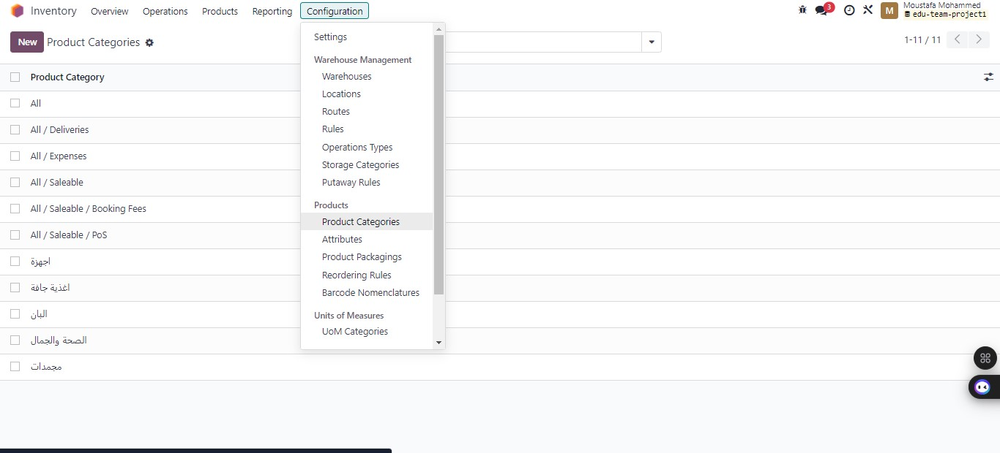 Inventory Overview Operations Products Reporting Configuration 3 M Moustafa Mohammed
edu-team-project1
New Product Categories 1-11 / 11
Settings
Warehouse Management
Warehouses
Locations
Routes
Rules
Operations Types
Storage Categories
Putaway Rules
Products
Product Categories
Attributes
Product Packagings
Reordering Rules
Barcode Nomenclatures
Units of Measures
UoM Categories
Product Category
All
All / Deliveries
All / Expenses
All / Saleable
All / Saleable / Booking Fees
All / Saleable / PoS
اجهزة
اغذية جافة
البان
الصحة والجمال
مجمدات